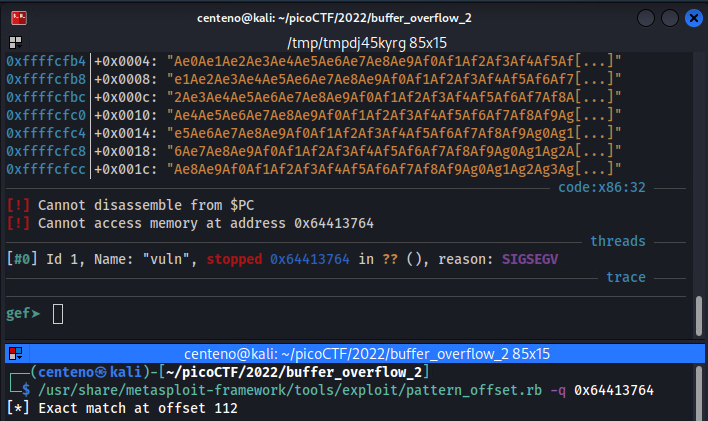 centeno@kali: ~/picoCTF/2022/buffer_overflow_2
/tmp/tmpdj45kyrg 85x15
0xffffcfb4│+0x0004: "Ae0Ae1Ae2Ae3Ae4Ae5Ae6Ae7Ae8Ae9Af0Af1Af2Af3Af4Af5Af[...]"
0xffffcfb8│+0x0008: "e1Ae2Ae3Ae4Ae5Ae6Ae7Ae8Ae9Af0Af1Af2Af3Af4Af5Af6Af7[...]"
0xffffcfbc│+0x000c: "2Ae3Ae4Ae5Ae6Ae7Ae8Ae9Af0Af1Af2Af3Af4Af5Af6Af7Af8A[...]"
0xffffcfc0│+0x0010: "Ae4Ae5Ae6Ae7Ae8Ae9Af0Af1Af2Af3Af4Af5Af6Af7Af8Af9Ag[...]"
0xffffcfc4│+0x0014: "e5Ae6Ae7Ae8Ae9Af0Af1Af2Af3Af4Af5Af6Af7Af8Af9Ag0Ag1[...]"
0xffffcfc8│+0x0018: "6Ae7Ae8Ae9Af0Af1Af2Af3Af4Af5Af6Af7Af8Af9Ag0Ag1Ag2A[...]"
0xffffcfcc│+0x001c: "Ae8Ae9Af0Af1Af2Af3Af4Af5Af6Af7Af8Af9Ag0Ag1Ag2Ag3Ag[...]"
code:x86:32
[!] Cannot disassemble from $PC
[!] Cannot access memory at address 0x64413764
threads
[#0] Id 1, Name: "vuln", stopped 0x64413764 in ?? (), reason: SIGSEGV
trace
gef➤
centeno@kali: ~/picoCTF/2022/buffer_overflow_2 85x15
┌──(centeno㉿kali)-[~/picoCTF/2022/buffer_overflow_2]
└─$ /usr/share/metasploit-framework/tools/exploit/pattern_offset.rb -q 0x64413764
[*] Exact match at offset 112